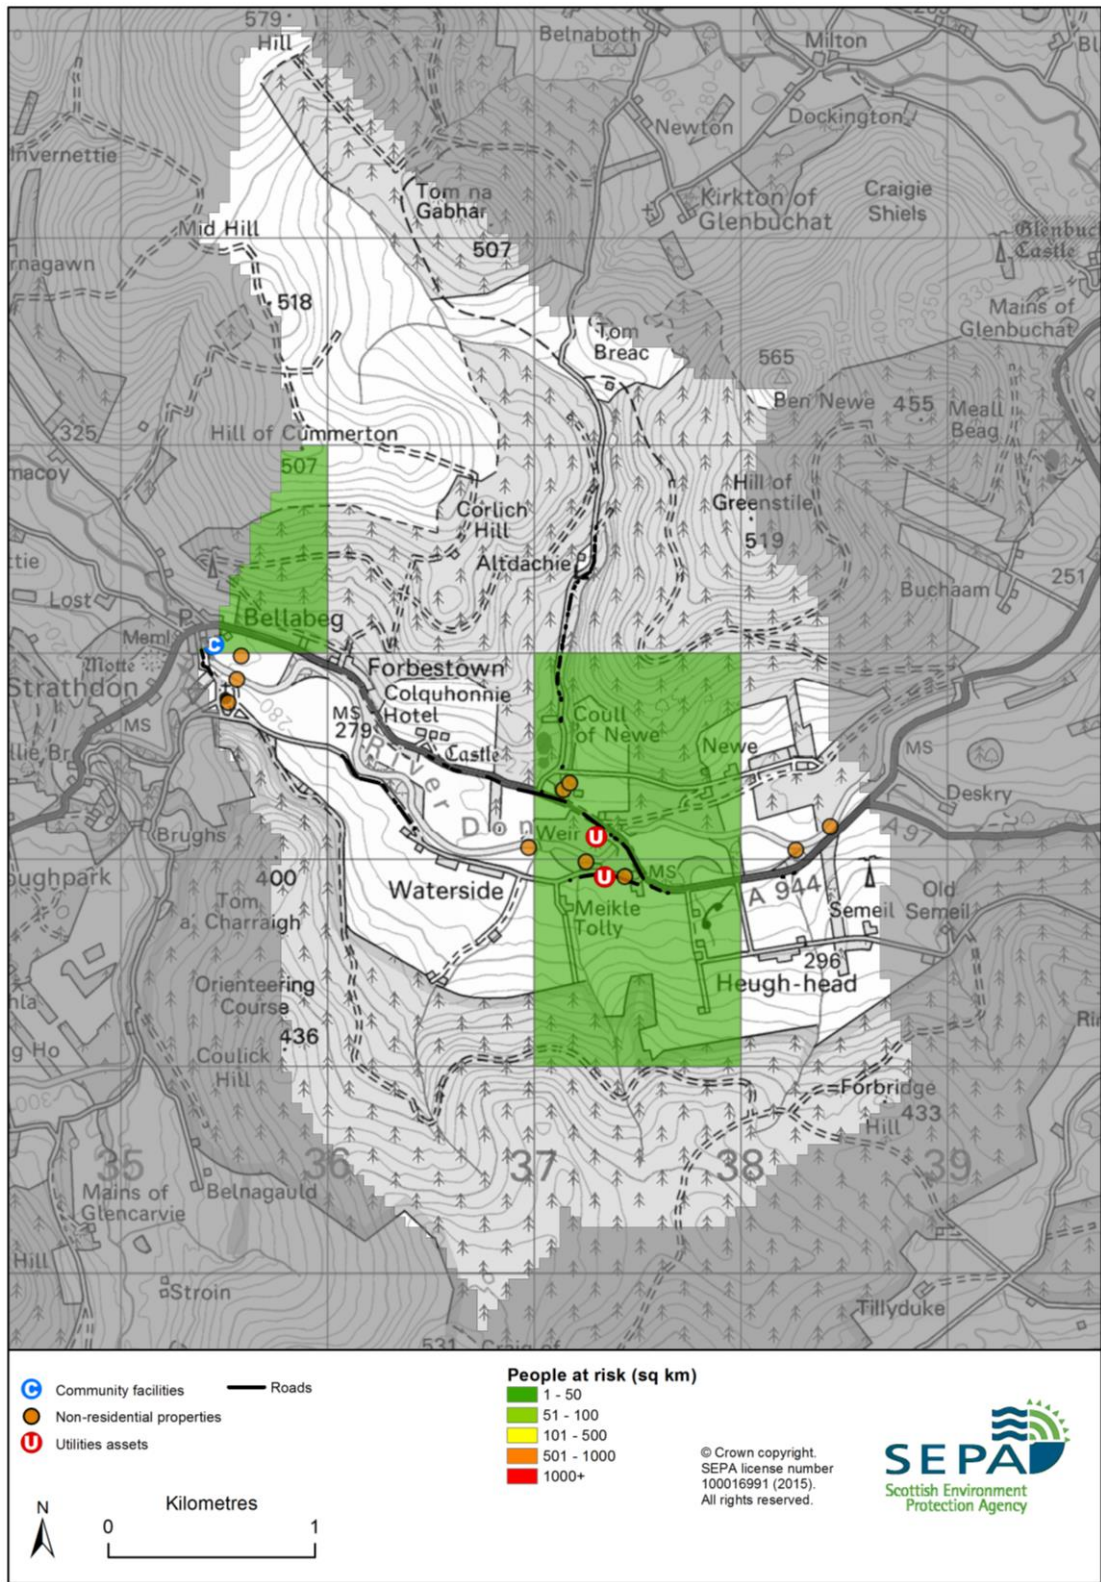 579
Hill
Belnaboth
Milton
Newton
Dockington
Invernettie
Tom na
Gabhar
507
Kirkton of
Glenbuchat
Craigie
Shiels
Castle
Mid Hill
Mains of
Glenbuchat
518
Tom
Breac
565
Ben Newe
455
Meall
Beag
325
Hill of Cummerton
507
Corlich
Hill
Hill of
Greenstile
519
Altdachie
Buchaam
251
Lost
P
Bellabeg
Meml
Motte
Strathdon
Forbestown
Colquhonnie
Hotel
280
MS
279
MS
Castle
River
Don
Coull
of Newe
Newe
MS
Deskry
A 97
Brughs
Weir
MS
400
Waterside
A 944
Tom
a' Charraigh
Meikle
Tolly
Semeil
Old
Semeil
296
Heugh-head
Orienteering
Course
436
Coulick
Hill
Forbridge
Hill
433
300
35
36
37
38
39
Mains of
Glencarvie
Belnagauld
Hill
Stroin
Tillyduke
531
C
U
U
C Community facilities
Non-residential properties
U Utilities assets
Roads
People at risk (sq km)
1 - 50
51 - 100
101 - 500
501 - 1000
1000+
© Crown copyright.
SEPA license number
100016991 (2015).
All rights reserved.
SEPA
Scottish Environment
Protection Agency
N
Kilometres
0 1